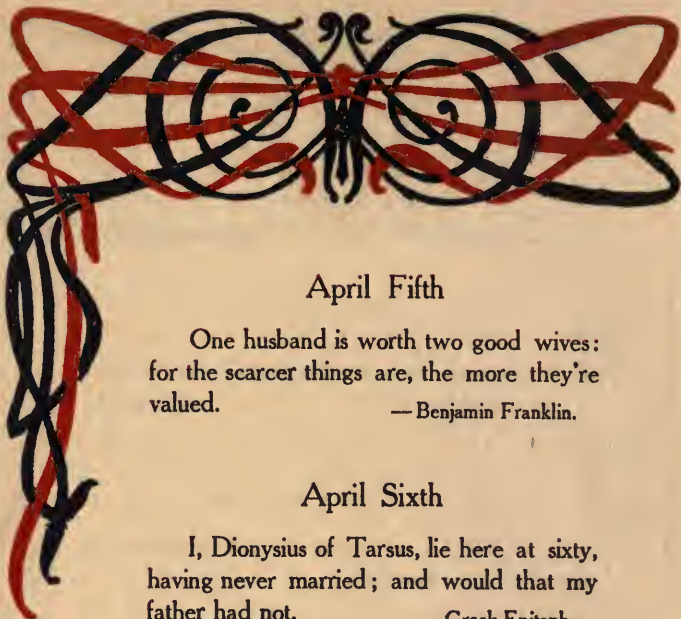 April Fifth
One husband is worth two good wives:
for the scarcer things are, the more they're
valued. — Benjamin Franklin.
April Sixth
I, Dionysius of Tarsus, lie here at sixty,
having never married; and would that my
father had not. — Greek Epitaph.